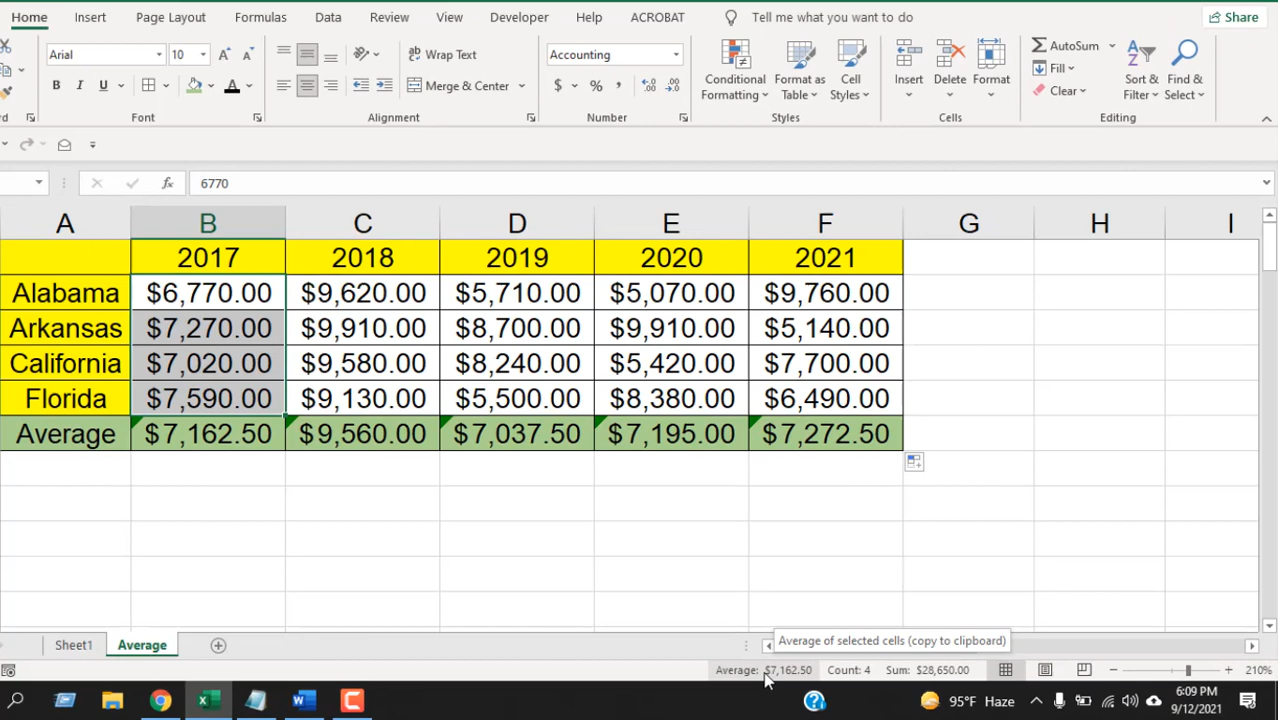 Home Insert Page Layout Formulas Data Review View Developer Help ACROBAT Tell me what you want to do Share
Arial 10 A A Wrap Text Accounting AutoSum
Fill
B I U A Merge & Center $ % , Conditional Formatting Format as Table Cell Styles Insert Delete Format Clear Sort & Filter Find & Select
Font Alignment Number Styles Cells Editing
fx 6770
A B C D E F G H I
2017 2018 2019 2020 2021
Alabama $6,770.00 $9,620.00 $5,710.00 $5,070.00 $9,760.00
Arkansas $7,270.00 $9,910.00 $8,700.00 $9,910.00 $5,140.00
California $7,020.00 $9,580.00 $8,240.00 $5,420.00 $7,700.00
Florida $7,590.00 $9,130.00 $5,500.00 $8,380.00 $6,490.00
Average $7,162.50 $9,560.00 $7,037.50 $7,195.00 $7,272.50
Sheet1 Average Average of selected cells (copy to clipboard)
Average: $7,162.50 Count: 4 Sum: $28,650.00 210%
95°F Haze 6:09 PM
9/12/2021